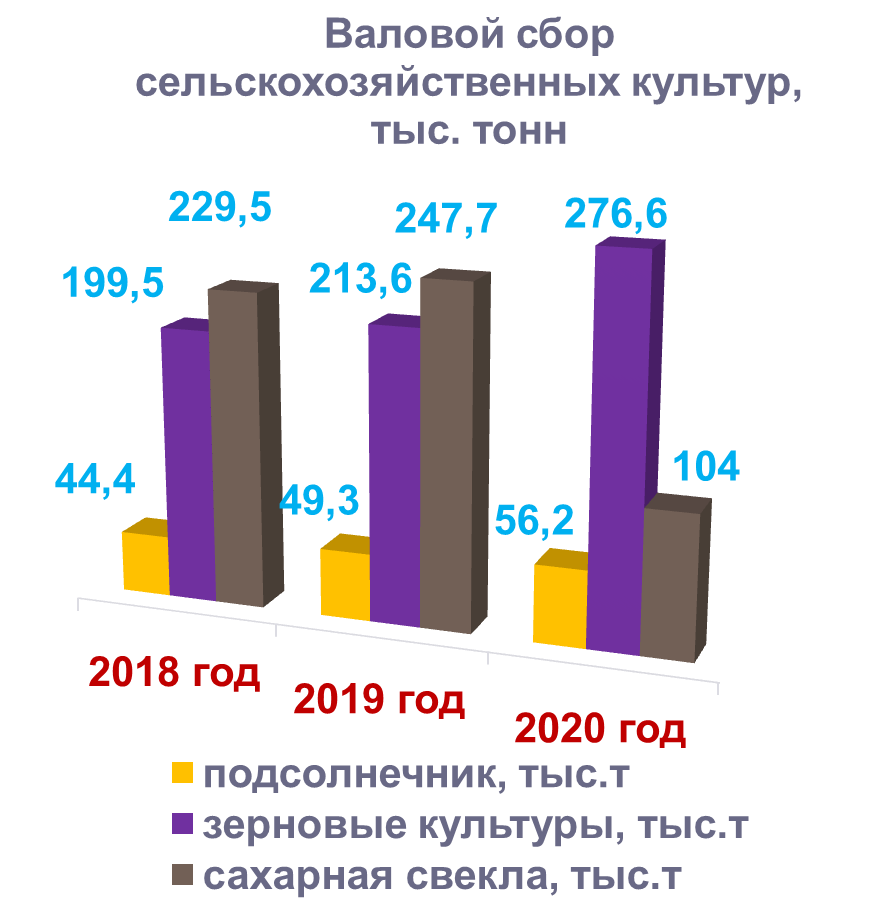 Валовой сбор
сельскохозяйственных культур,
тыс. тонн
229,5
247,7
276,6
199,5
213,6
44,4
49,3
56,2
104
2018 год
2019 год
2020 год
подсолнечник, тыс.т
зерновые культуры, тыс.т
сахарная свекла, тыс.т